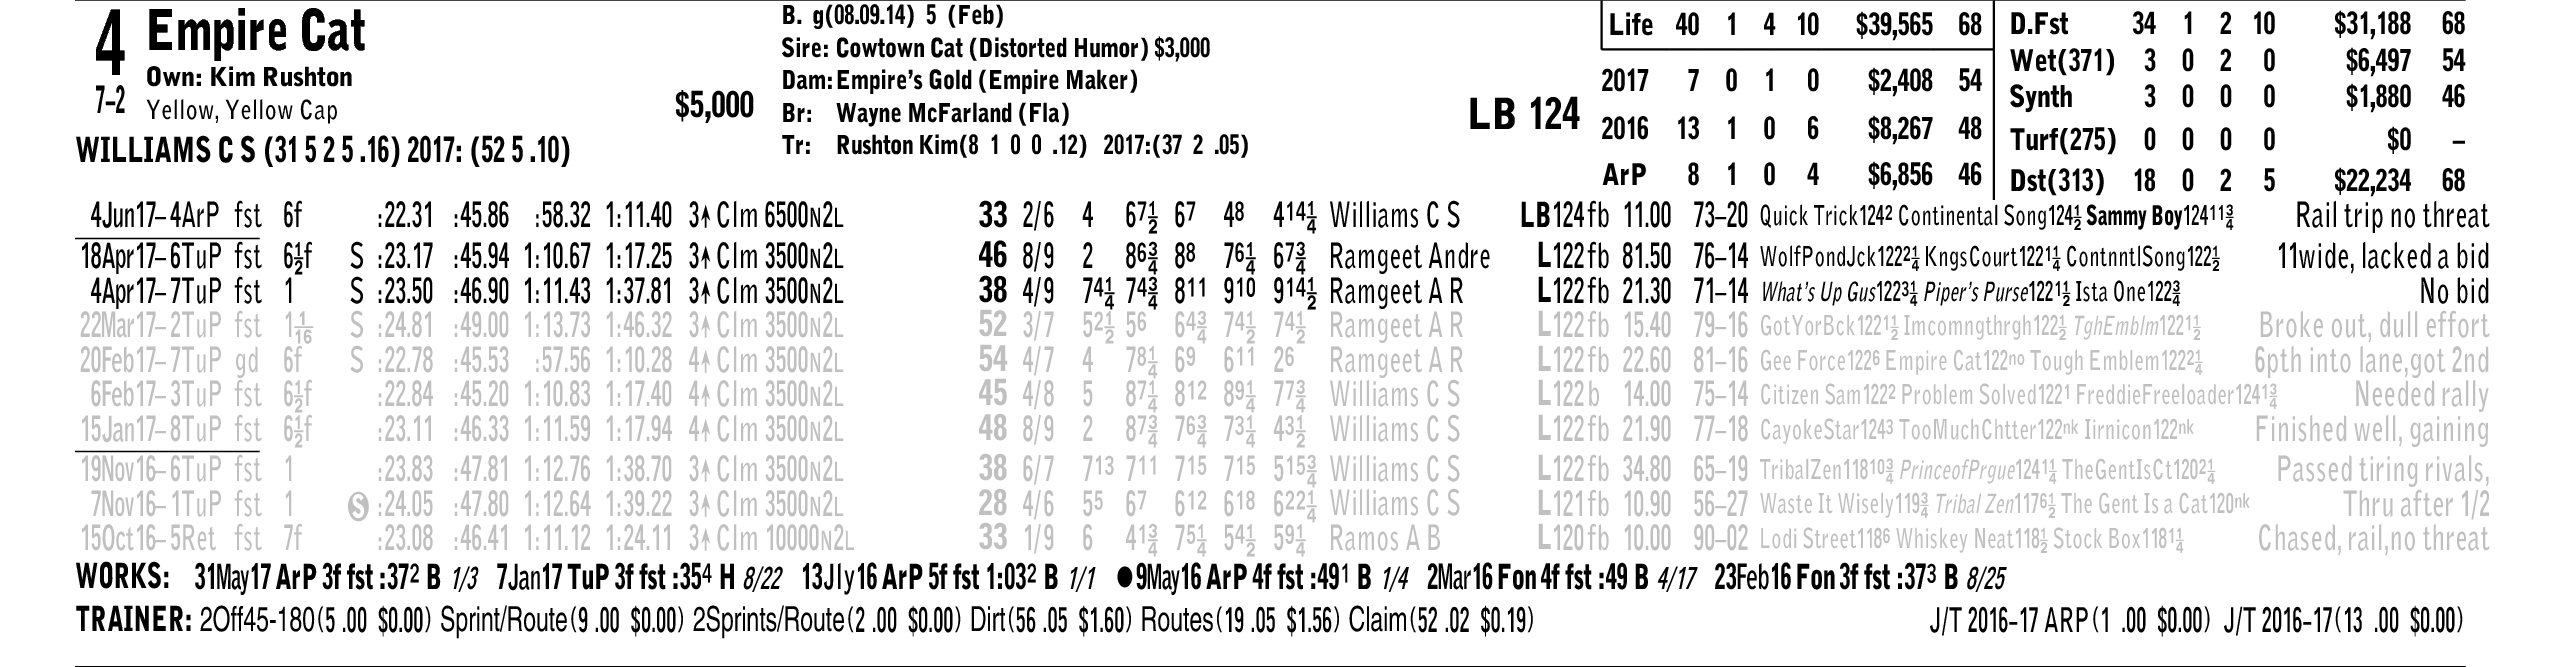 4 Empire Cat
Own: Kim Rushton
7–2 Yellow, Yellow Cap
$5,000
WILLIAMS C S (31 5 2 5 .16) 2017: (52 5 .10)
B. g(08.09.14) 5 (Feb)
Sire: Cowtown Cat (Distorted Humor) $3,000
Dam: Empire's Gold (Empire Maker)
Br: Wayne McFarland (Fla)
Tr: Rushton Kim(8 1 0 0 .12) 2017:(37 2 .05)
LB 124
Life 40 1 4 10 $39,565 68
2017 7 0 1 0 $2,408 54
2016 13 1 0 6 $8,267 48
ArP 8 1 0 4 $6,856 46
D.Fst 34 1 2 10 $31,188 68
Wet(371) 3 0 2 0 $6,497 54
Synth 3 0 0 0 $1,880 46
Turf(275) 0 0 0 0 $0 –
Dst(313) 18 0 2 5 $22,234 68
4Jun17–4ArP fst 6f :22.31 :45.86 :58.32 1:11.40 3↑ Clm 6500N2L 33 2/6 4 6⁷½ 6⁷ 4⁸ 4¹⁴¼ Williams C S LB124fb 11.00 73–20 Quick Trick124² Continental Song124½ Sammy Boy124¹¹¾ Rail trip no threat
18Apr17–6TuP fst 6½f S :23.17 :45.94 1:10.67 1:17.25 3↑ Clm 3500N2L 46 8/9 2 8⁶¾ 8⁸ 7⁶¼ 6⁷¾ Ramgeet Andre L122fb 81.50 76–14 WolfPondJck122²¼ KngsCourt122¹¼ ContnntlSong122½ 11wide, lacked a bid
4Apr17–7TuP fst 1 S :23.50 :46.90 1:11.43 1:37.81 3↑ Clm 3500N2L 38 4/9 7⁴¼ 7⁴¾ 8¹¹ 9¹⁰ 9¹⁴½ Ramgeet A R L122fb 21.30 71–14 What's Up Gus122³¼ Piper's Purse122¹½ Ista One122¾ No bid
22Mar17–2TuP fst 1 1/16 S :24.81 :49.00 1:13.73 1:46.32 3↑ Clm 3500N2L 52 3/7 5²½ 5⁶ 6⁴¾ 7⁴½ 7⁴½ Ramgeet A R L122fb 15.40 79–16 GotYorBck122¹½ Imcomngthrgh122½ TghEmblm122¹½ Broke out, dull effort
20Feb17–7TuP gd 6f S :22.78 :45.53 :57.56 1:10.28 4↑ Clm 3500N2L 54 4/7 4 7⁸¼ 6⁹ 6¹¹ 2⁶ Ramgeet A R L122fb 22.60 81–16 Gee Force122⁶ Empire Cat122ⁿᵒ Tough Emblem122²¼ 6pth into lane,got 2nd
6Feb17–3TuP fst 6½f :22.84 :45.20 1:10.83 1:17.40 4↑ Clm 3500N2L 45 4/8 5 8⁷¼ 8¹² 8⁹¼ 7⁷¾ Williams C S L122b 14.00 75–14 Citizen Sam122² Problem Solved122¹ FreddieFreeloader124¹¾ Needed rally
15Jan17–8TuP fst 6½f :23.11 :46.33 1:11.59 1:17.94 4↑ Clm 3500N2L 48 8/9 2 8⁷¾ 7⁶¾ 7³¼ 4³½ Williams C S L122fb 21.90 77–18 CayokeStar124³ TooMuchChtter122ⁿᵏ Iirnicon122ⁿᵏ Finished well, gaining
19Nov16–6TuP fst 1 :23.83 :47.81 1:12.76 1:38.70 3↑ Clm 3500N2L 38 6/7 7¹³ 7¹¹ 7¹⁵ 7¹⁵ 5¹⁵¾ Williams C S L122fb 34.80 65–19 TribalZen118¹⁰¾ PrinceofPrgue124¹¼ TheGentIsCt120²¼ Passed tiring rivals,
7Nov16–1TuP fst 1 Ⓢ :24.05 :47.80 1:12.64 1:39.22 3↑ Clm 3500N2L 28 4/6 5⁵ 6⁷ 6¹² 6¹⁸ 6²²¼ Williams C S L121fb 10.90 56–27 Waste It Wisely119¾ Tribal Zen117⁶½ The Gent Is a Cat120ⁿᵏ Thru after 1/2
15Oct16–5Ret fst 7f :23.08 :46.41 1:11.12 1:24.11 3↑ Clm 10000N2L 33 1/9 6 4¹¾ 7⁵¼ 5⁴½ 5⁹¼ Ramos A B L120fb 10.00 90–02 Lodi Street118⁶ Whiskey Neat118½ Stock Box118¹¼ Chased, rail,no threat
WORKS: 31May17 ArP 3f fst :37² B 1/3 7Jan17 TuP 3f fst :35⁴ H 8/22 13Jly16 ArP 5f fst 1:03² B 1/1 ●9May16 ArP 4f fst :49¹ B 1/4 2Mar16 Fon 4f fst :49 B 4/17 23Feb16 Fon 3f fst :37³ B 8/25
TRAINER: 2Off45-180(5 .00 $0.00) Sprint/Route(9 .00 $0.00) 2Sprints/Route(2 .00 $0.00) Dirt(56 .05 $1.60) Routes(19 .05 $1.56) Claim(52 .02 $0.19) J/T 2016-17 ARP(1 .00 $0.00) J/T 2016-17(13 .00 $0.00)